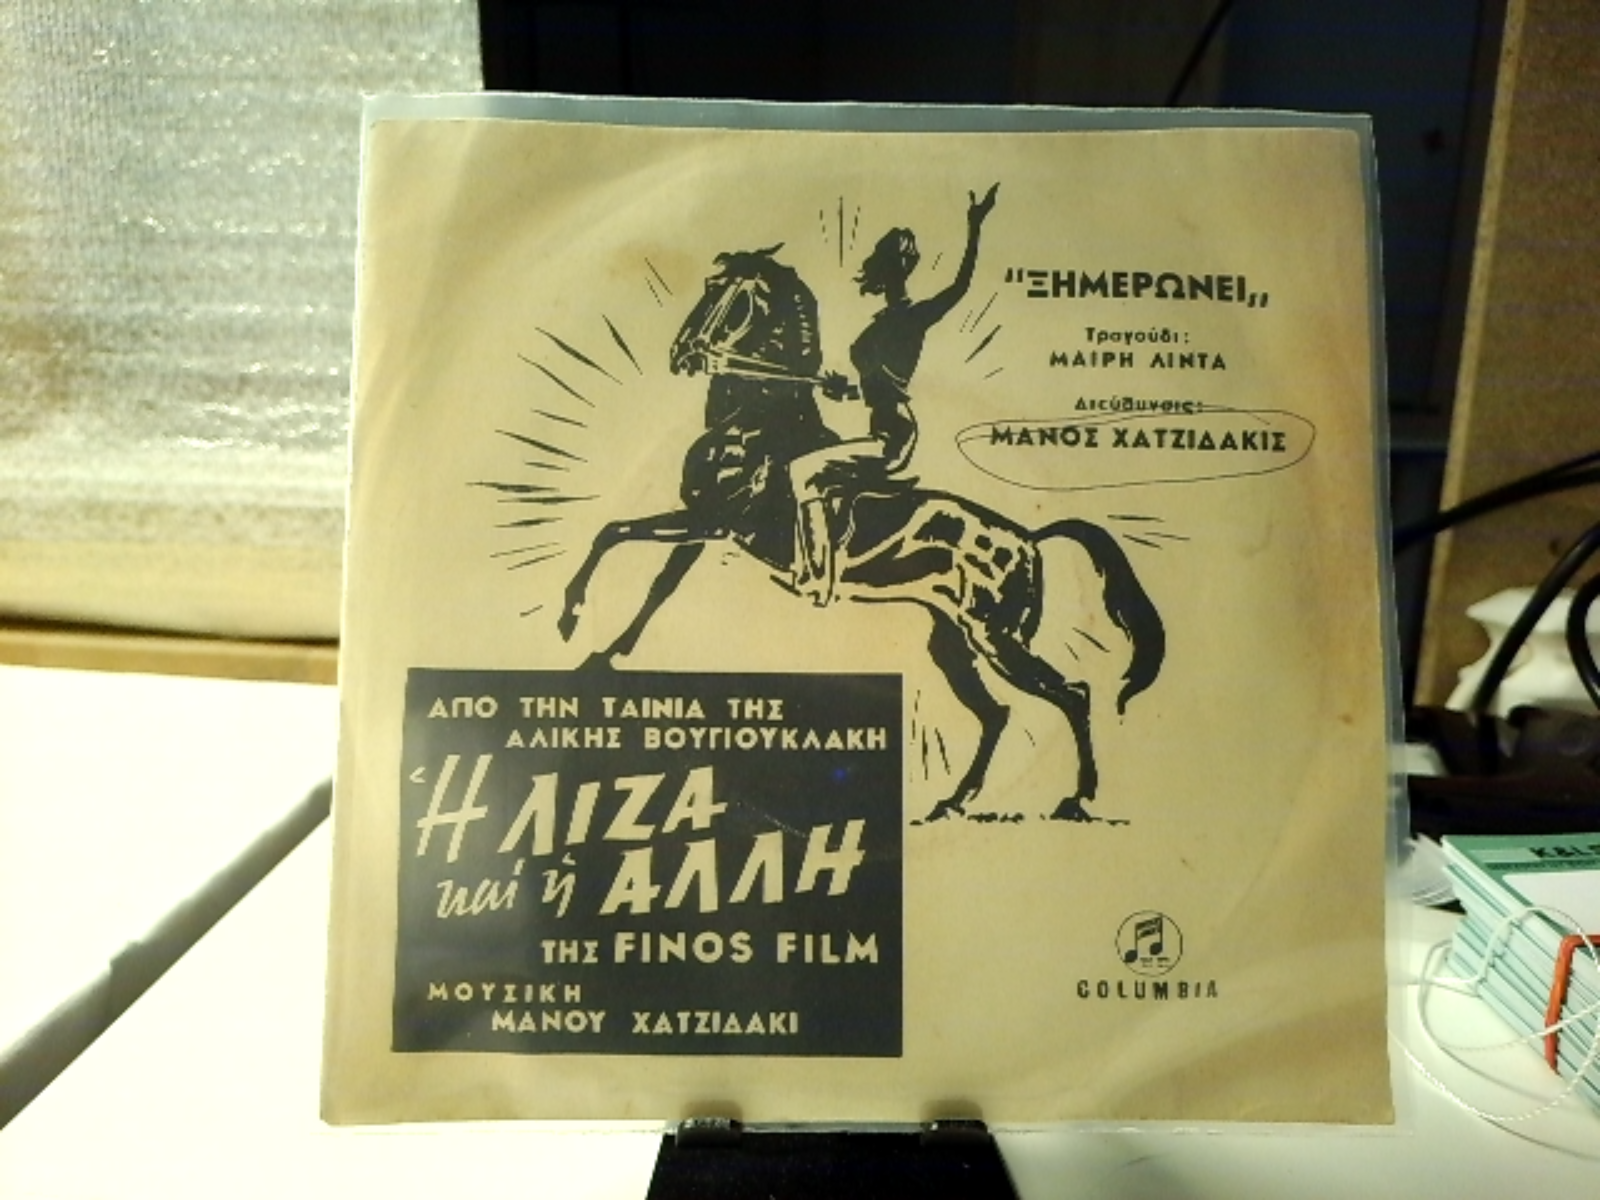 "ΞΗΜΕΡΩΝΕΙ„
Τραγούδι:
ΜΑΙΡΗ ΛΙΝΤΑ
Διεύθυνσις:
ΜΑΝΟΣ ΧΑΤΖΙΔΑΚΙΣ
ΑΠΟ ΤΗΝ ΤΑΙΝΙΑ ΤΗΣ
ΑΛΙΚΗΣ ΒΟΥΓΙΟΥΚΛΑΚΗ
Ἡ ΛΙΖΑ
καί ἡ ΑΛΛΗ
ΤΗΣ FINOS FILM
ΜΟΥΣΙΚΗ
ΜΑΝΟΥ ΧΑΤΖΙΔΑΚΙ
COLUMBIA